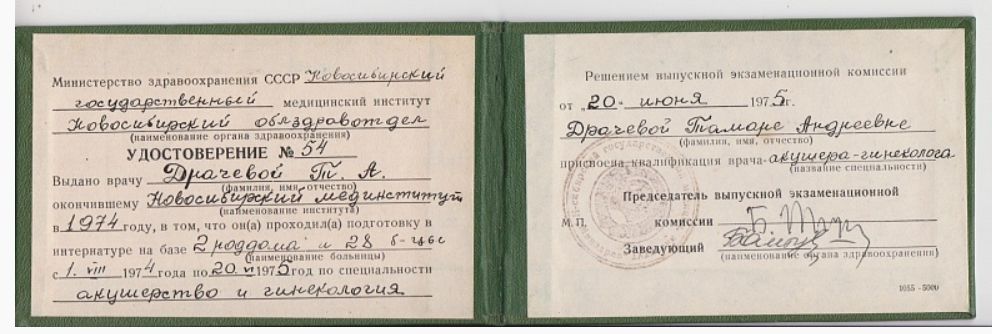 Министерство здравоохранения СССР Новосибирский
государственный медицинский институт
Новосибирский облздравотдел
(наименование органа здравоохранения)
УДОСТОВЕРЕНИЕ № 54
Выдано врачу Драчевой Т. А.
(фамилия, имя, отчество)
окончившему Новосибирский мединститут
(наименование института)
в 1974 году, в том, что он(а) проходил(а) подготовку в
интернатуре на базе 2 роддома и 28 б-цы
(наименование больницы)
с 1. VIII 1974 года по 20 VI 1975 год по специальности
акушерство и гинекология
Решением выпускной экзаменационной комиссии
от „20" июня 1975 г.
Драчевой Тамаре Андреевне
(фамилия, имя, отчество)
присвоена квалификация врача-акушера-гинеколога
(название специальности)
Председатель выпускной экзаменационной
М.П. комиссии
Заведующий
(наименование органа здравоохранения)
1055-5000